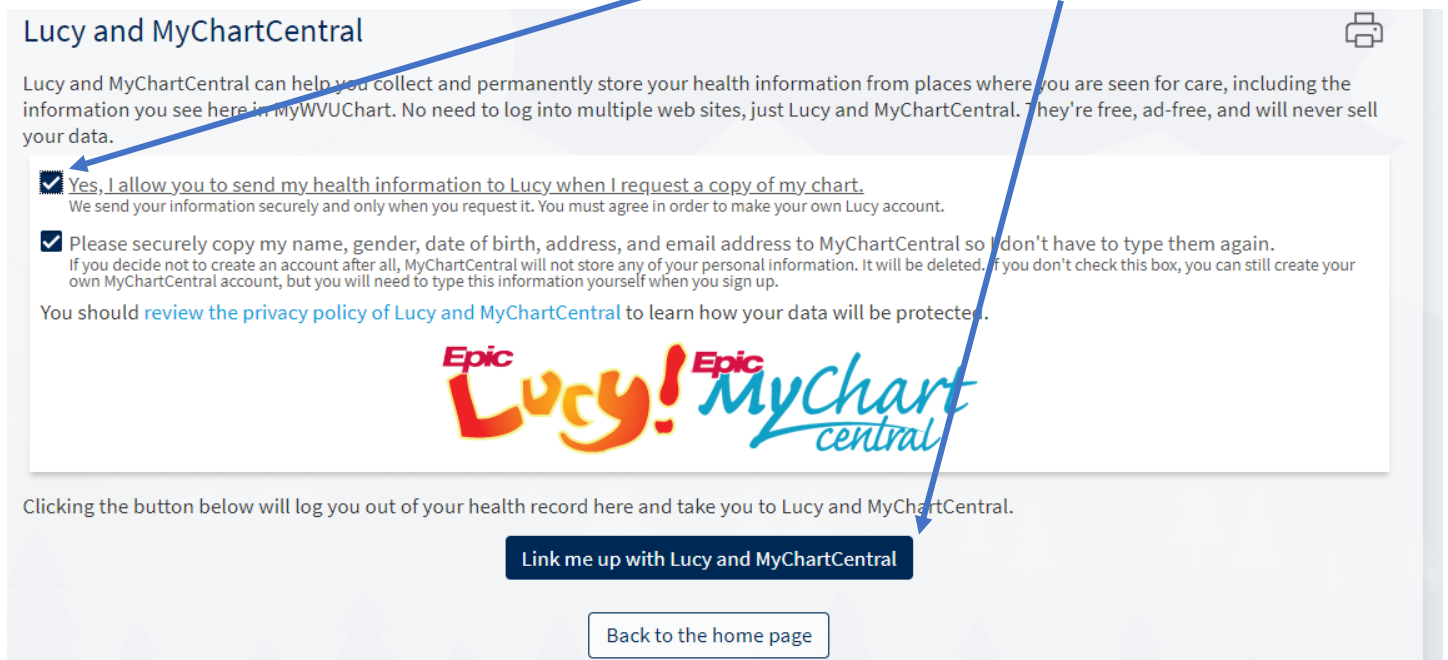 Lucy and MyChartCentral
Lucy and MyChartCentral can help you collect and permanently store your health information from places where you are seen for care, including the
information you see here in MyWVUChart. No need to log into multiple web sites, just Lucy and MyChartCentral. They're free, ad-free, and will never sell
your data.
Yes, I allow you to send my health information to Lucy when I request a copy of my chart.
We send your information securely and only when you request it. You must agree in order to make your own Lucy account.
Please securely copy my name, gender, date of birth, address, and email address to MyChartCentral so I don't have to type them again.
If you decide not to create an account after all, MyChartCentral will not store any of your personal information. It will be deleted. If you don't check this box, you can still create your
own MyChartCentral account, but you will need to type this information yourself when you sign up.
You should review the privacy policy of Lucy and MyChartCentral to learn how your data will be protected.
Epic Lucy! Epic MyChart central
Clicking the button below will log you out of your health record here and take you to Lucy and MyChartCentral.
Link me up with Lucy and MyChartCentral
Back to the home page